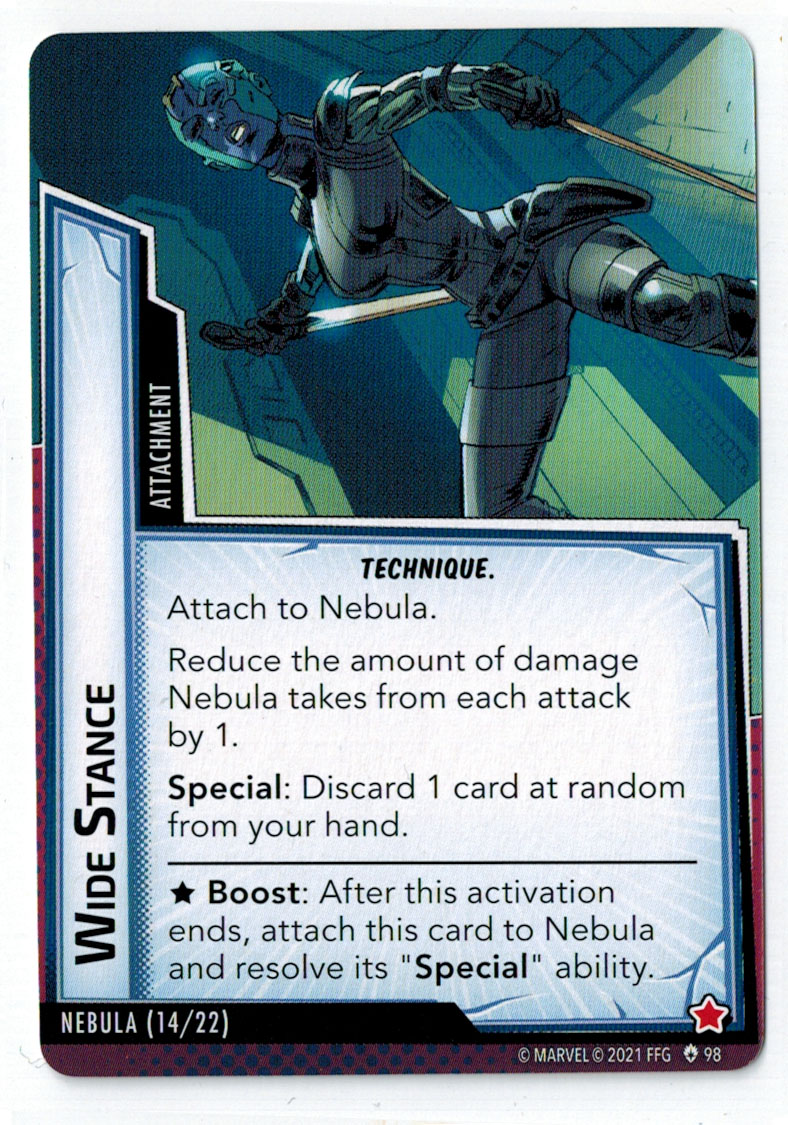 ATTACHMENT
WIDE STANCE
TECHNIQUE.
Attach to Nebula.
Reduce the amount of damage
Nebula takes from each attack
by 1.
Special: Discard 1 card at random
from your hand.
★ Boost: After this activation
ends, attach this card to Nebula
and resolve its "Special" ability.
NEBULA (14/22)
© MARVEL © 2021 FFG 98